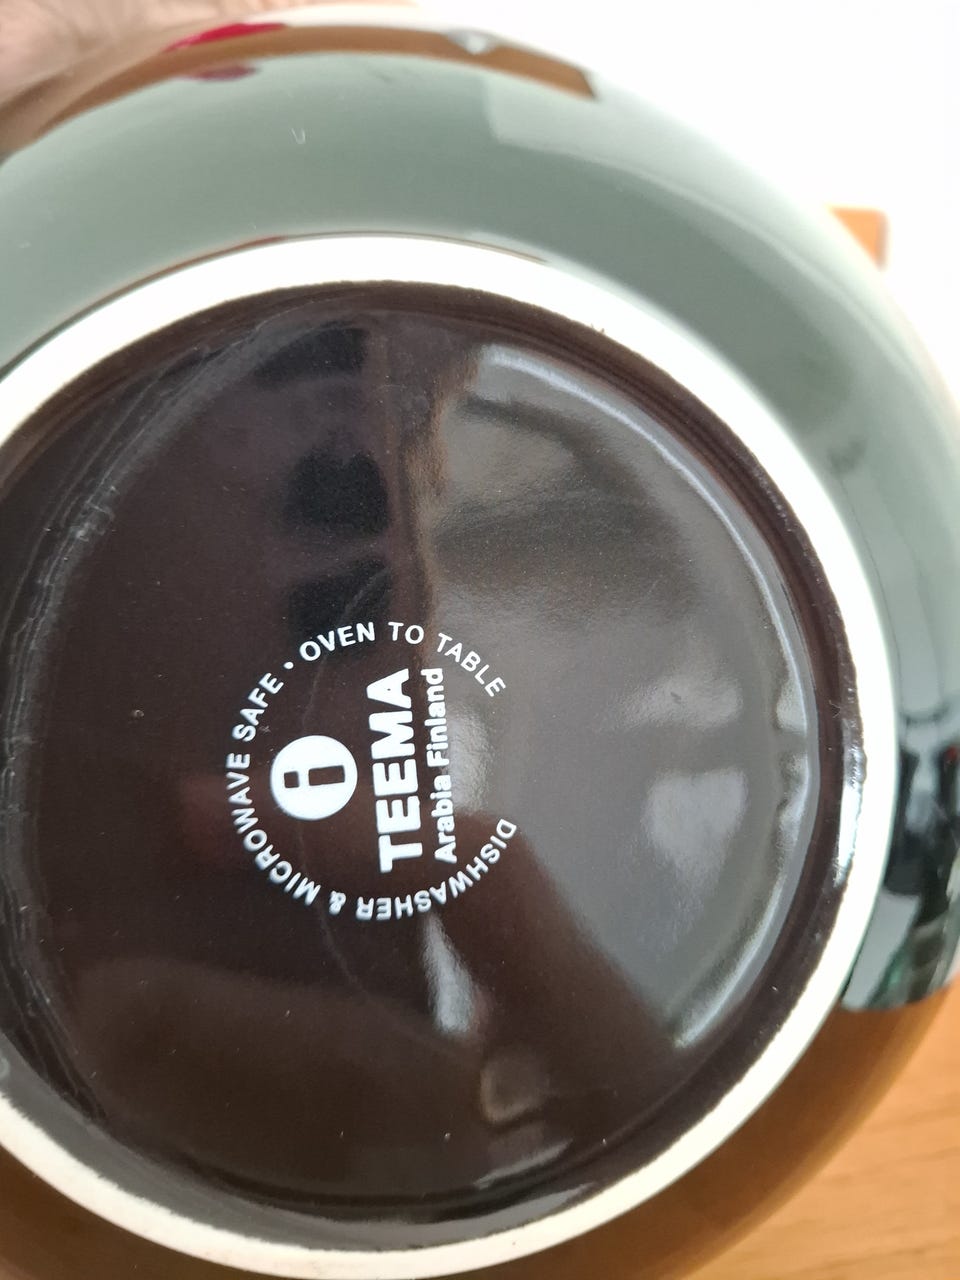 DISHWASHER & MICROWAVE SAFE • OVEN TO TABLE
i
TEEMA
Arabia Finland